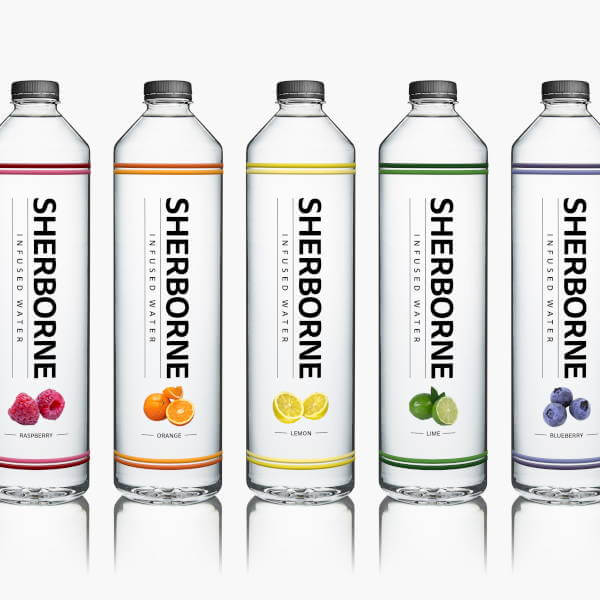 SHERBORNE
INFUSED WATER
RASPBERRY
SHERBORNE
INFUSED WATER
ORANGE
SHERBORNE
INFUSED WATER
LEMON
SHERBORNE
INFUSED WATER
LIME
SHERBORNE
INFUSED WATER
BLUEBERRY